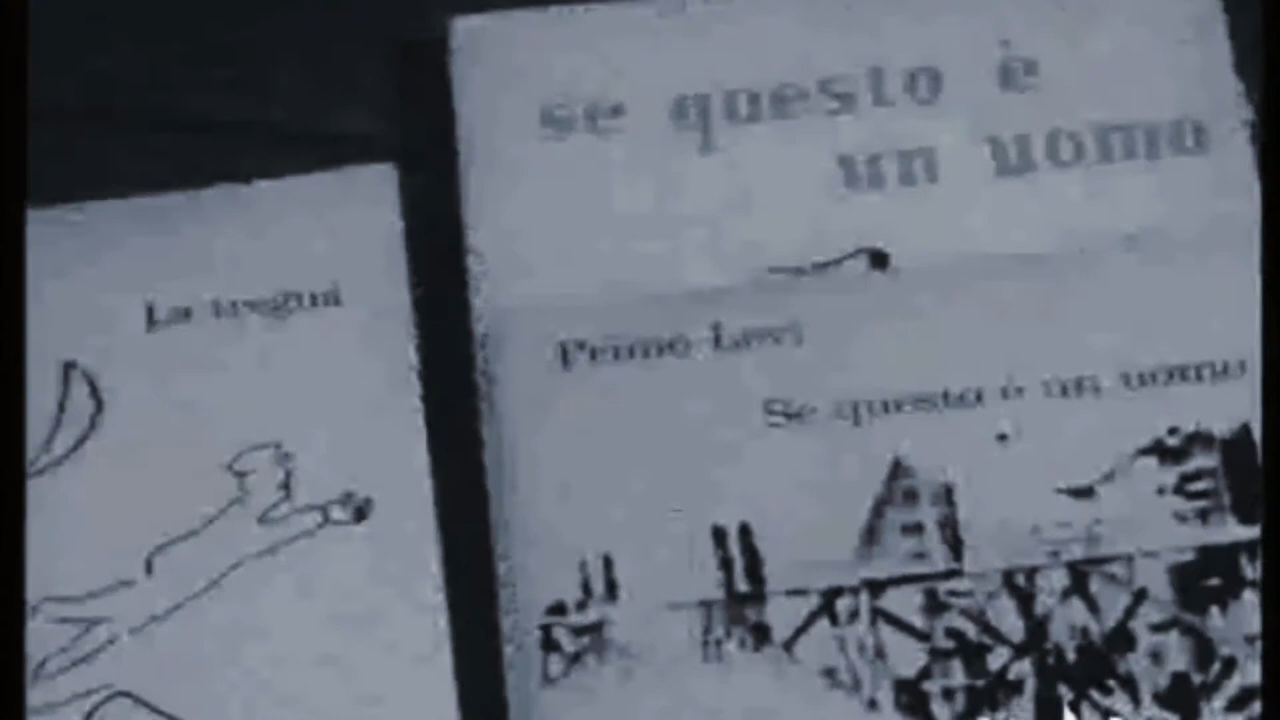 La tregua
se questo è
un uomo
Primo Levi
Se questo è un uomo